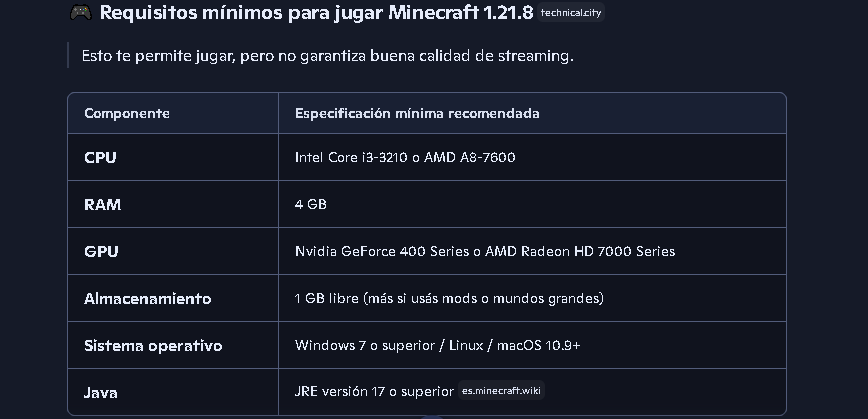 🎮 Requisitos mínimos para jugar Minecraft 1.21.8 technical.city
Esto te permite jugar, pero no garantiza buena calidad de streaming.
Componente Especificación mínima recomendada
CPU Intel Core i3-3210 o AMD A8-7600
RAM 4 GB
GPU Nvidia GeForce 400 Series o AMD Radeon HD 7000 Series
Almacenamiento 1 GB libre (más si usás mods o mundos grandes)
Sistema operativo Windows 7 o superior / Linux / macOS 10.9+
Java JRE versión 17 o superior es.minecraft.wiki